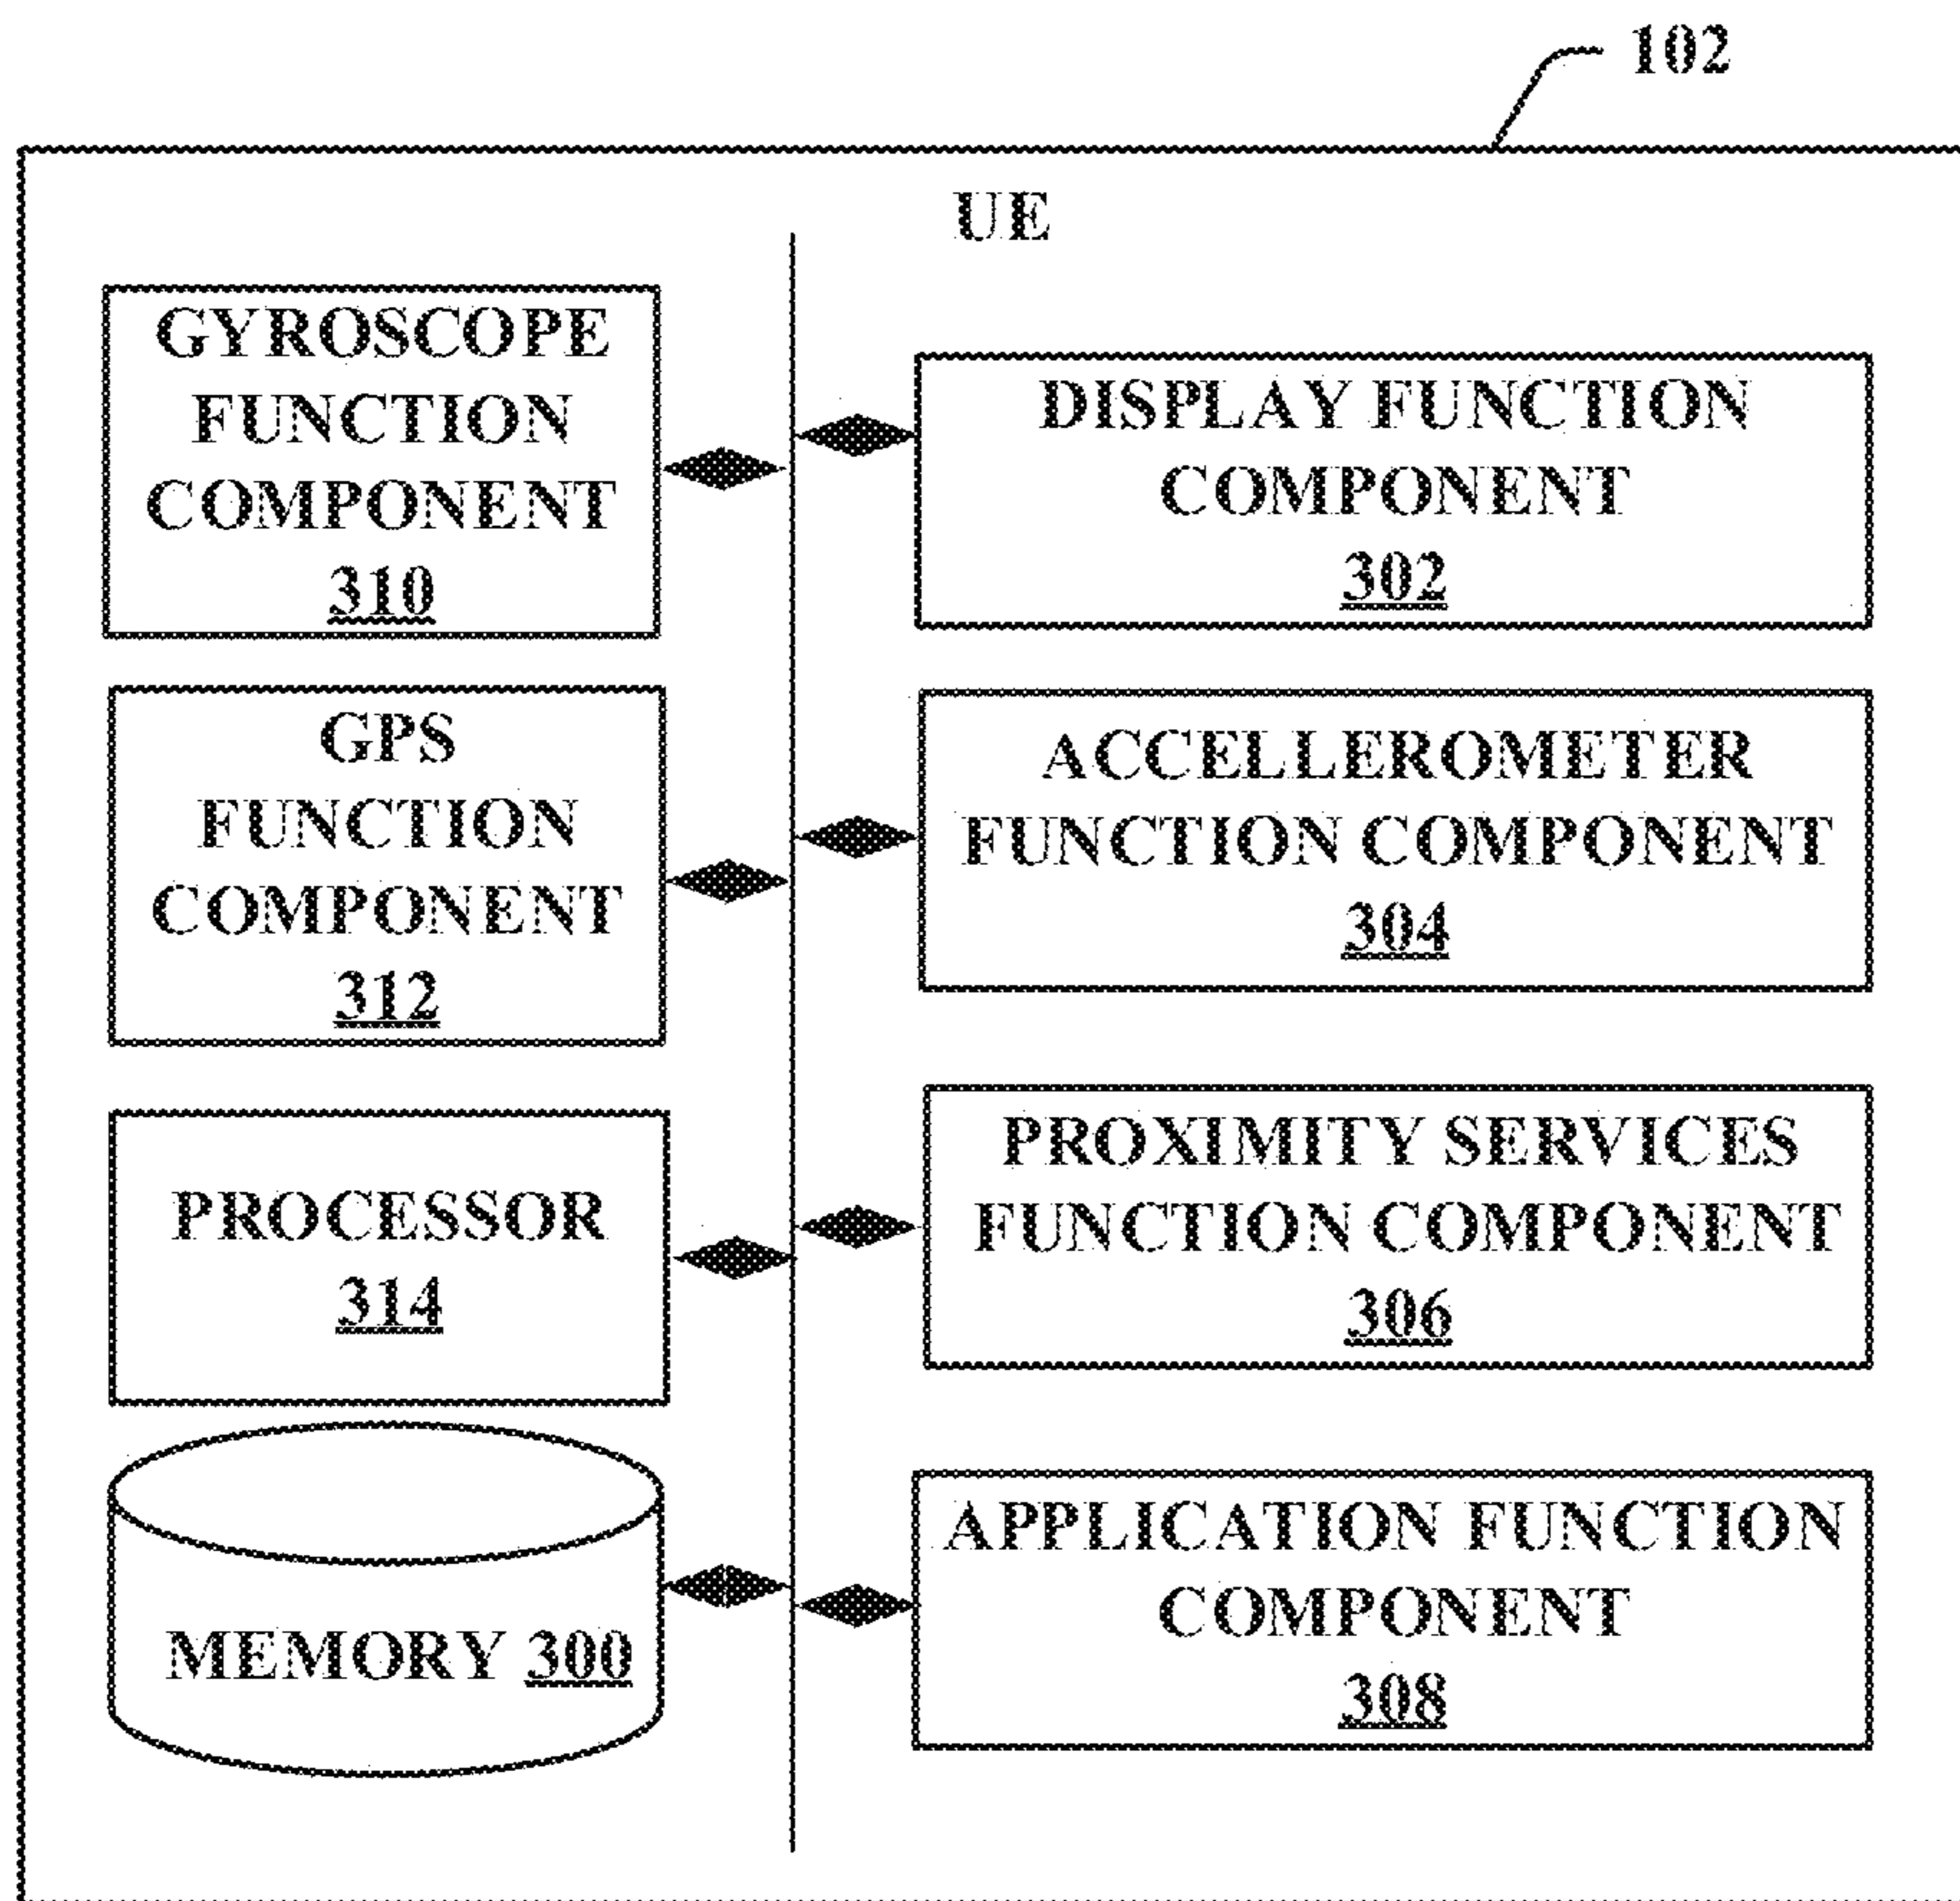 102
UE
GYROSCOPE
FUNCTION
COMPONENT
310
GPS
FUNCTION
COMPONENT
312
PROCESSOR
314
MEMORY 300
DISPLAY FUNCTION
COMPONENT
302
ACCELLEROMETER
FUNCTION COMPONENT
304
PROXIMITY SERVICES
FUNCTION COMPONENT
306
APPLICATION FUNCTION
COMPONENT
308